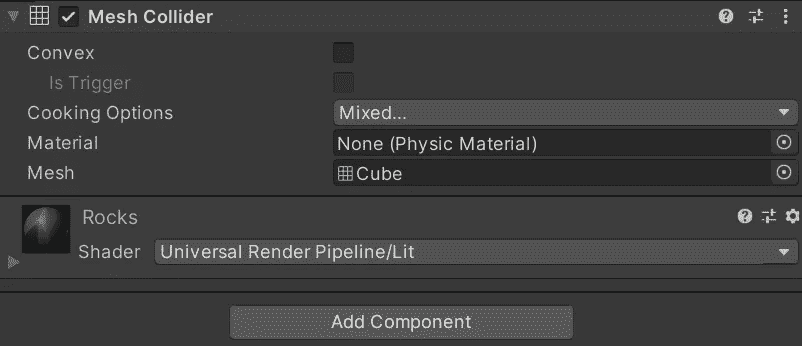 Mesh Collider
Convex
Is Trigger
Cooking Options Mixed...
Material None (Physic Material)
Mesh Cube
Rocks
Shader Universal Render Pipeline/Lit
Add Component